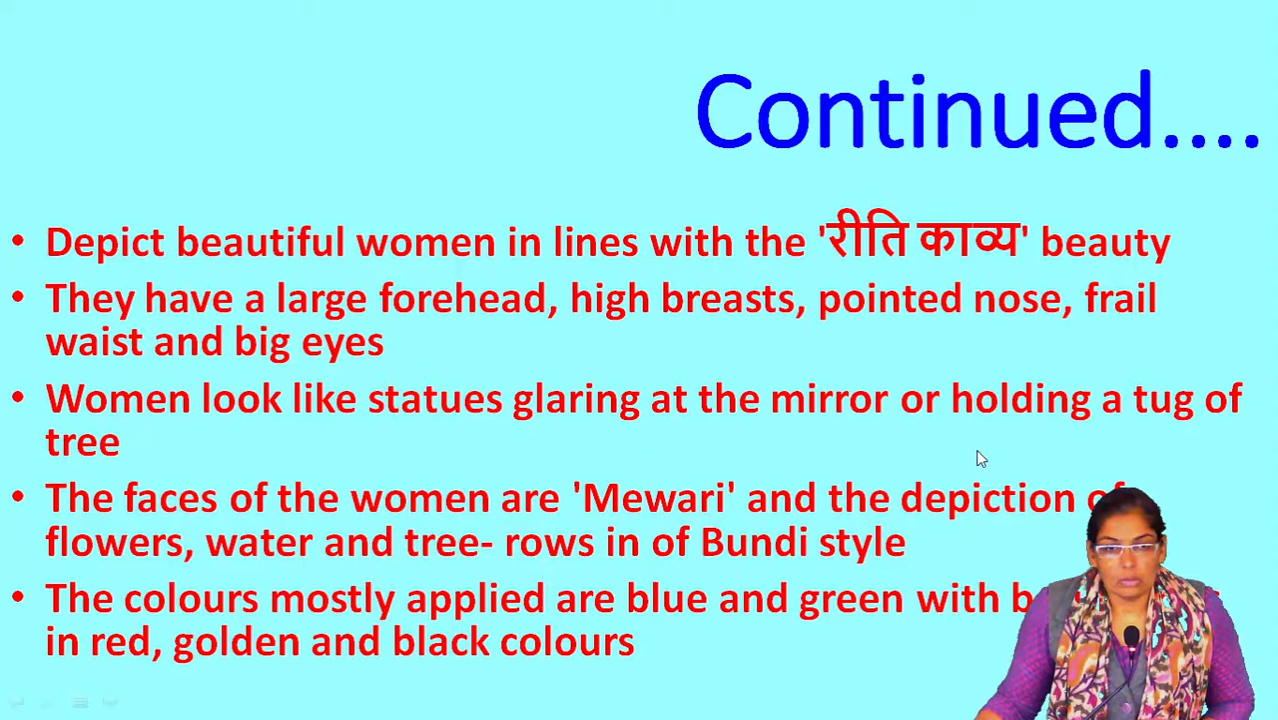 Continued....
• Depict beautiful women in lines with the 'रीति काव्य' beauty
• They have a large forehead, high breasts, pointed nose, frail
waist and big eyes
• Women look like statues glaring at the mirror or holding a tug of
tree
• The faces of the women are 'Mewari' and the depiction of
flowers, water and tree- rows in of Bundi style
• The colours mostly applied are blue and green with
in red, golden and black colours